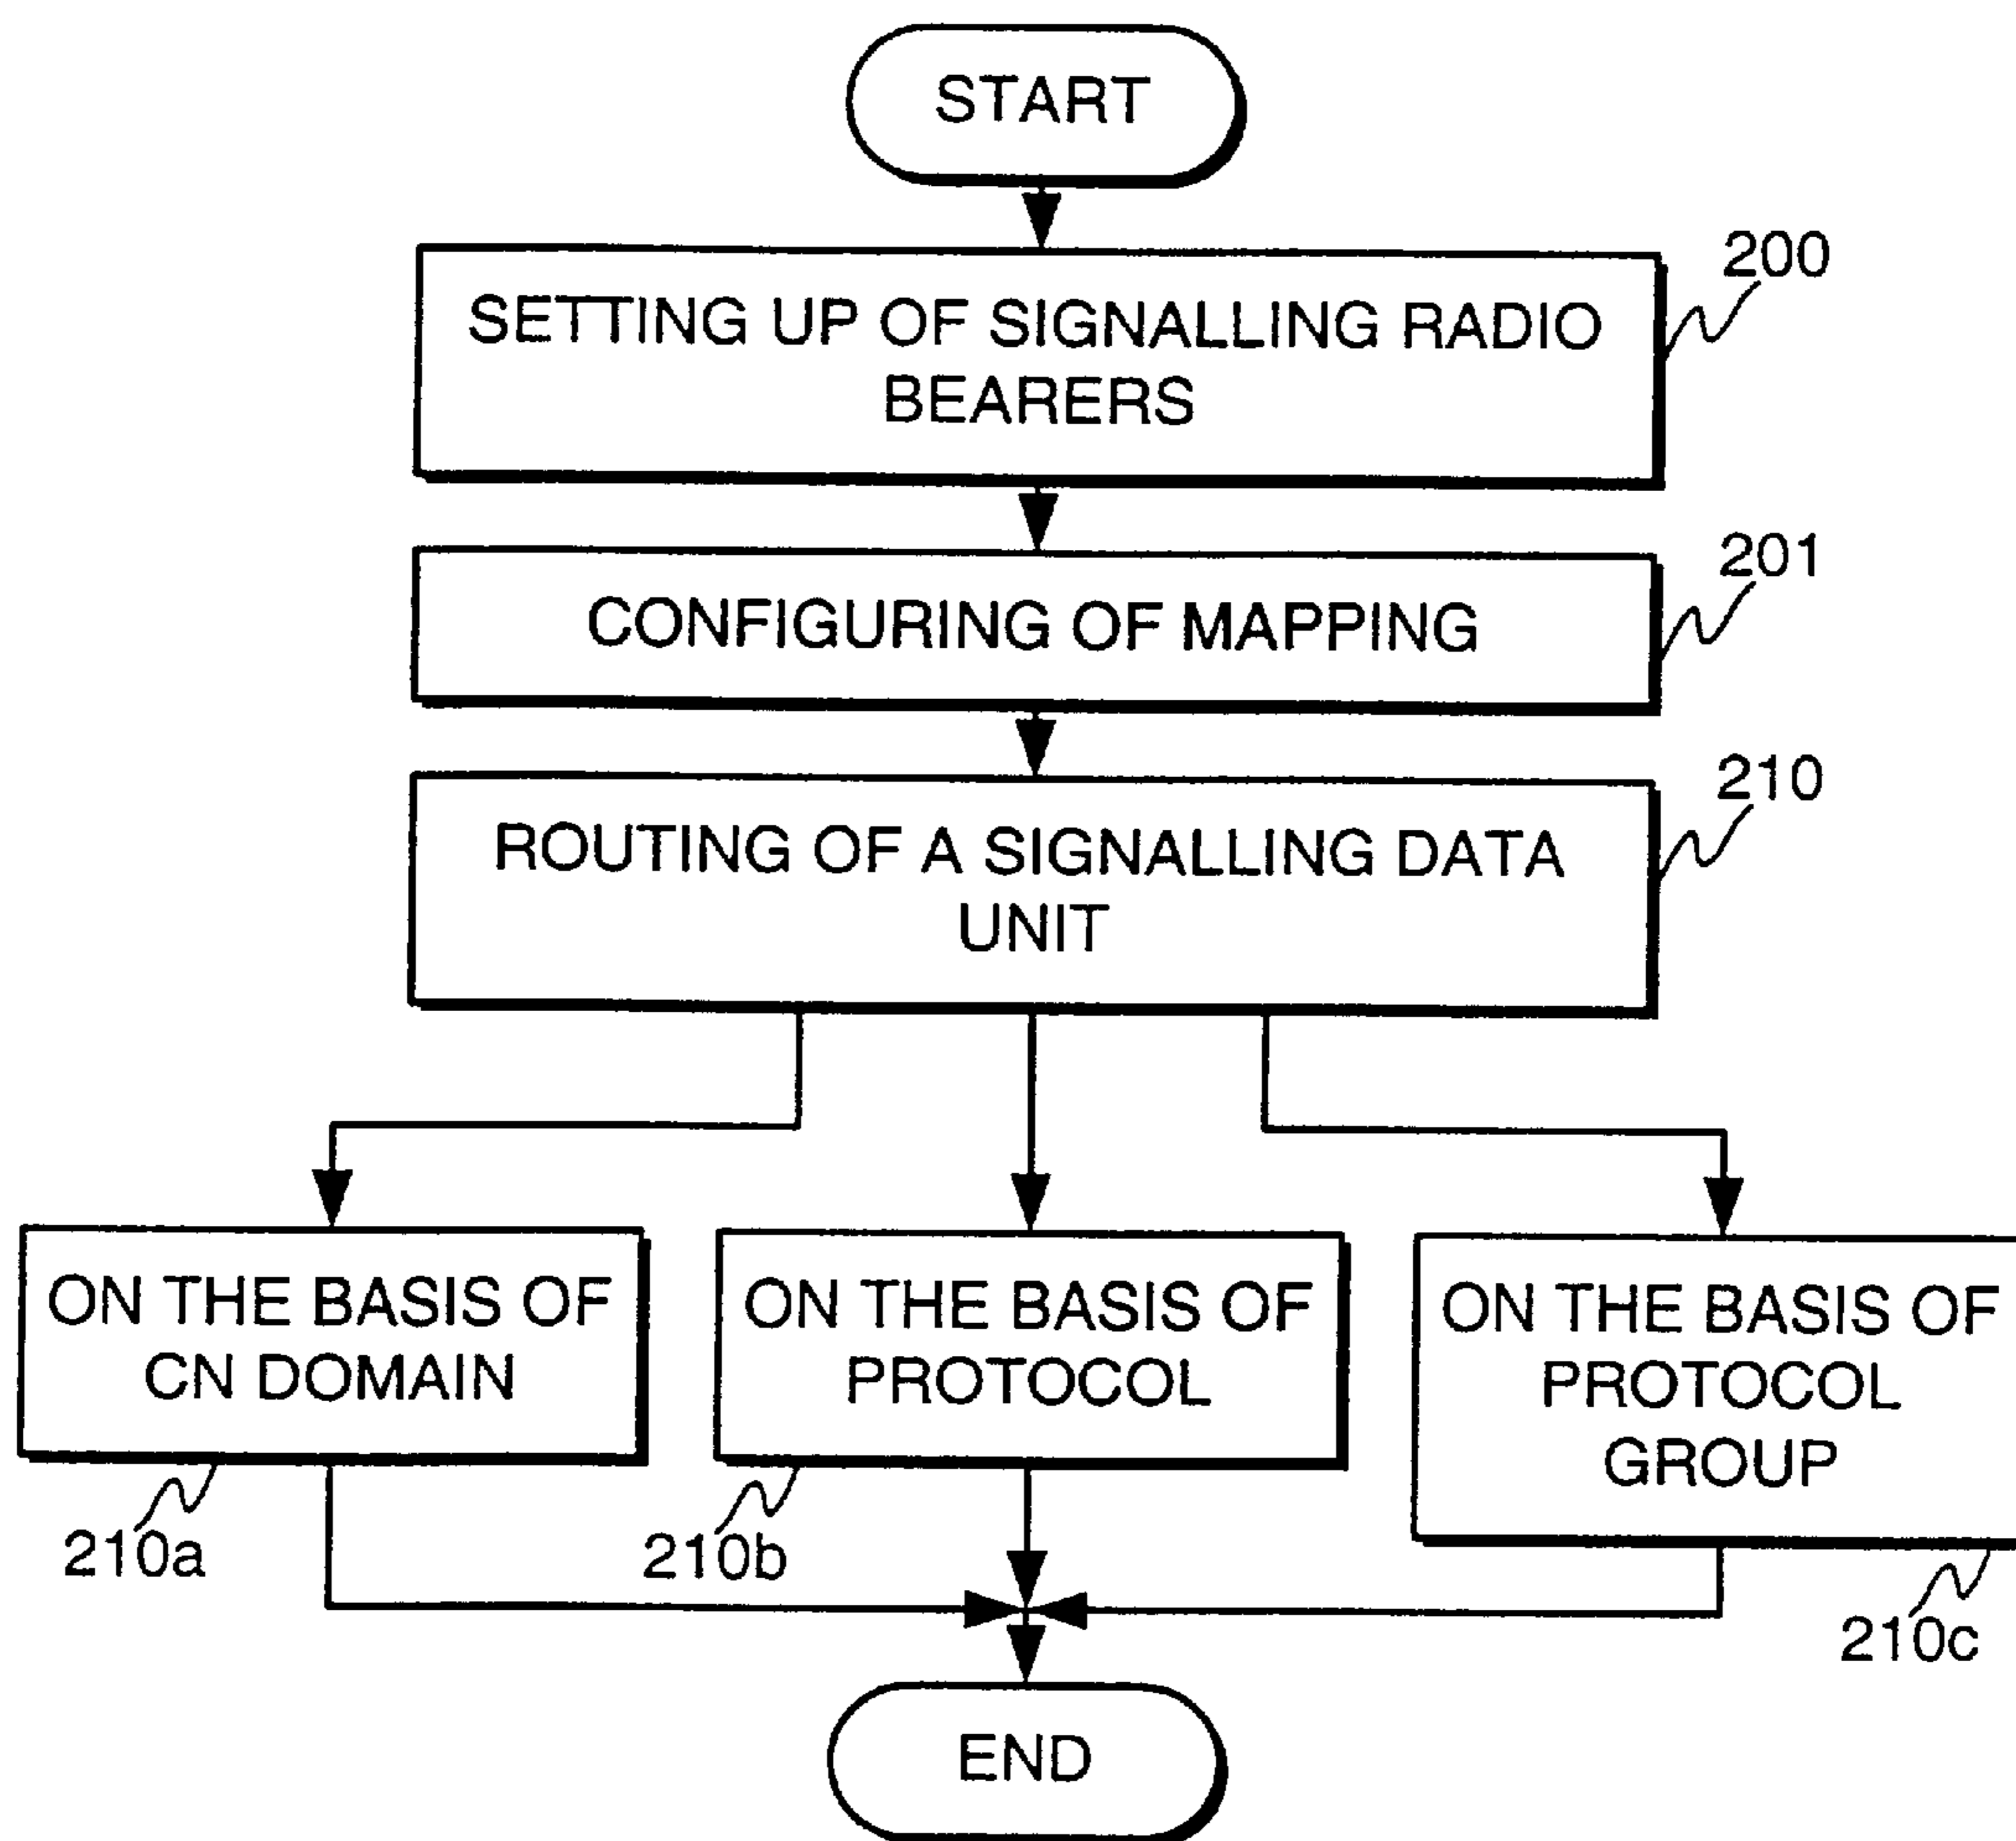 START
200
SETTING UP OF SIGNALLING RADIO
BEARERS
201
CONFIGURING OF MAPPING
210
ROUTING OF A SIGNALLING DATA
UNIT
ON THE BASIS OF
CN DOMAIN
210a
ON THE BASIS OF
PROTOCOL
210b
ON THE BASIS OF
PROTOCOL
GROUP
210c
END